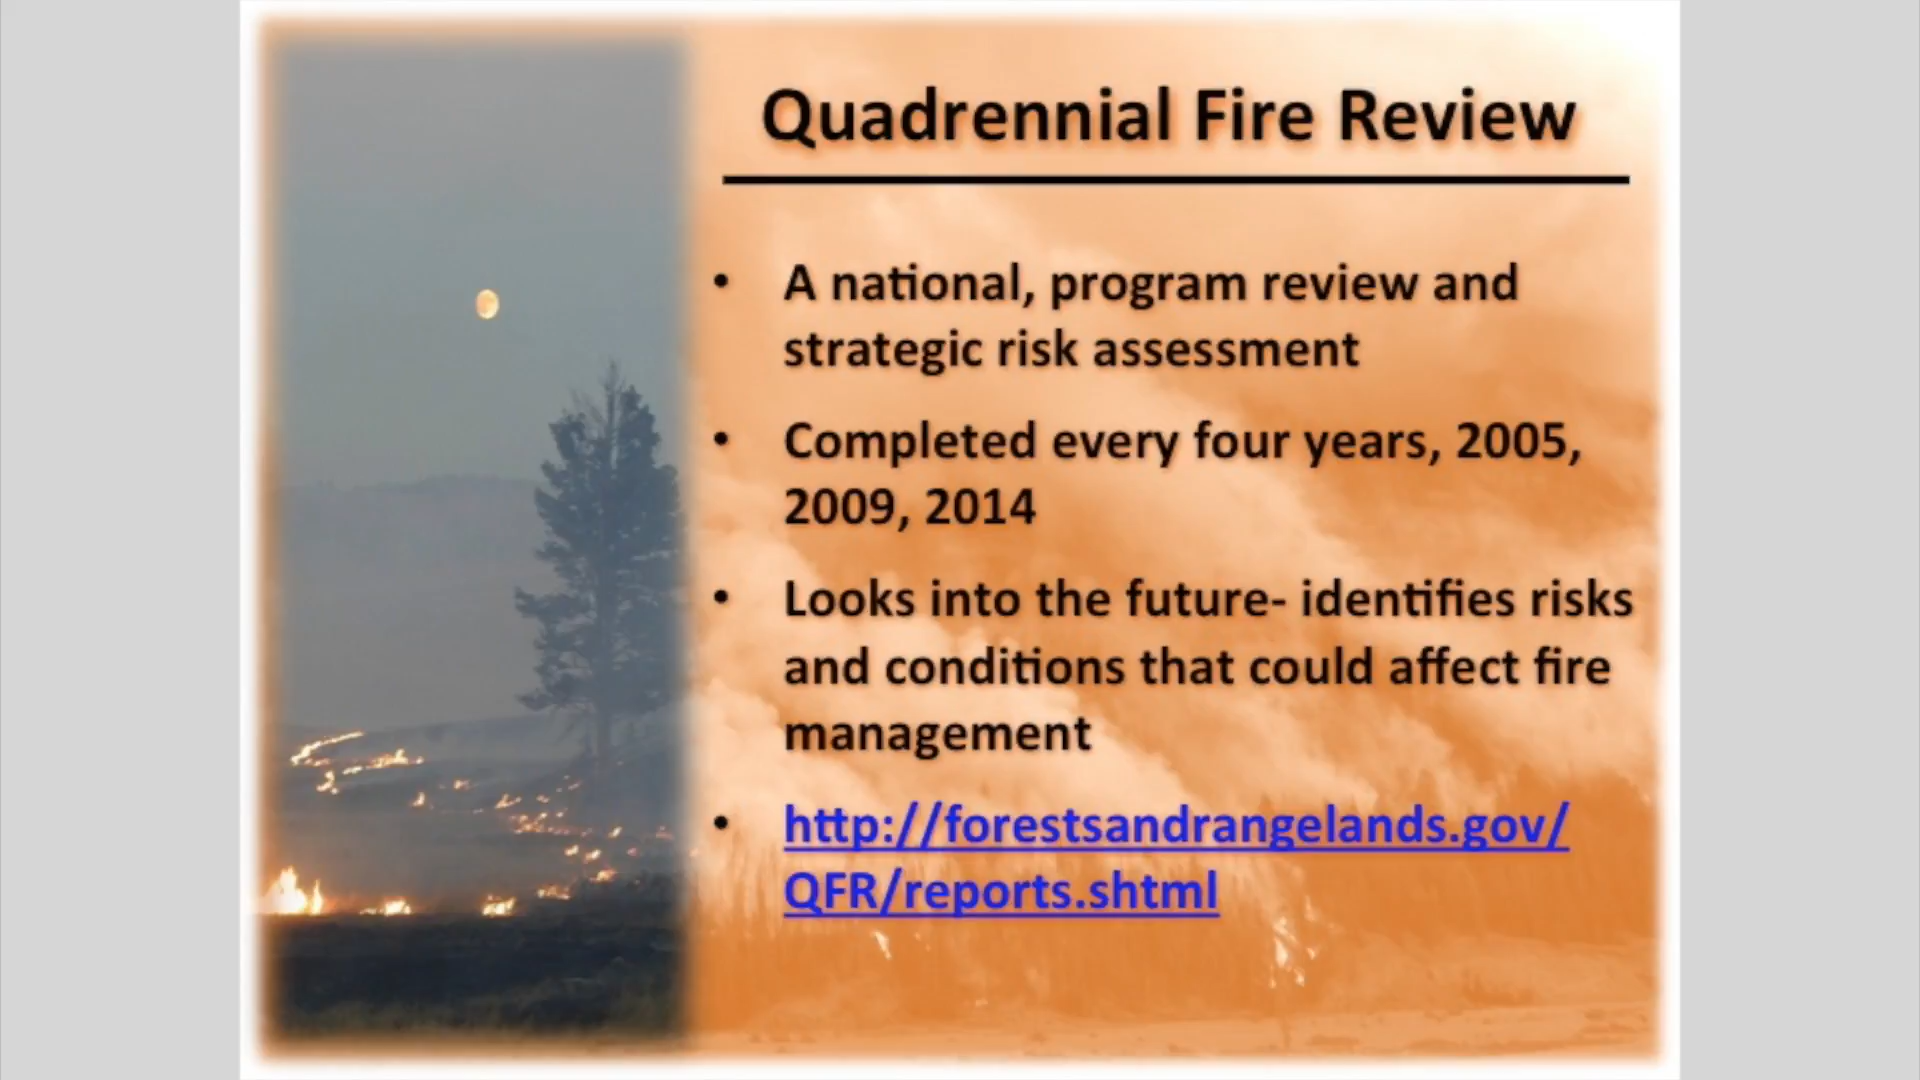 Quadrennial Fire Review
• A national, program review and
strategic risk assessment
• Completed every four years, 2005,
2009, 2014
• Looks into the future- identifies risks
and conditions that could affect fire
management
• http://forestsandrangelands.gov/
QFR/reports.shtml